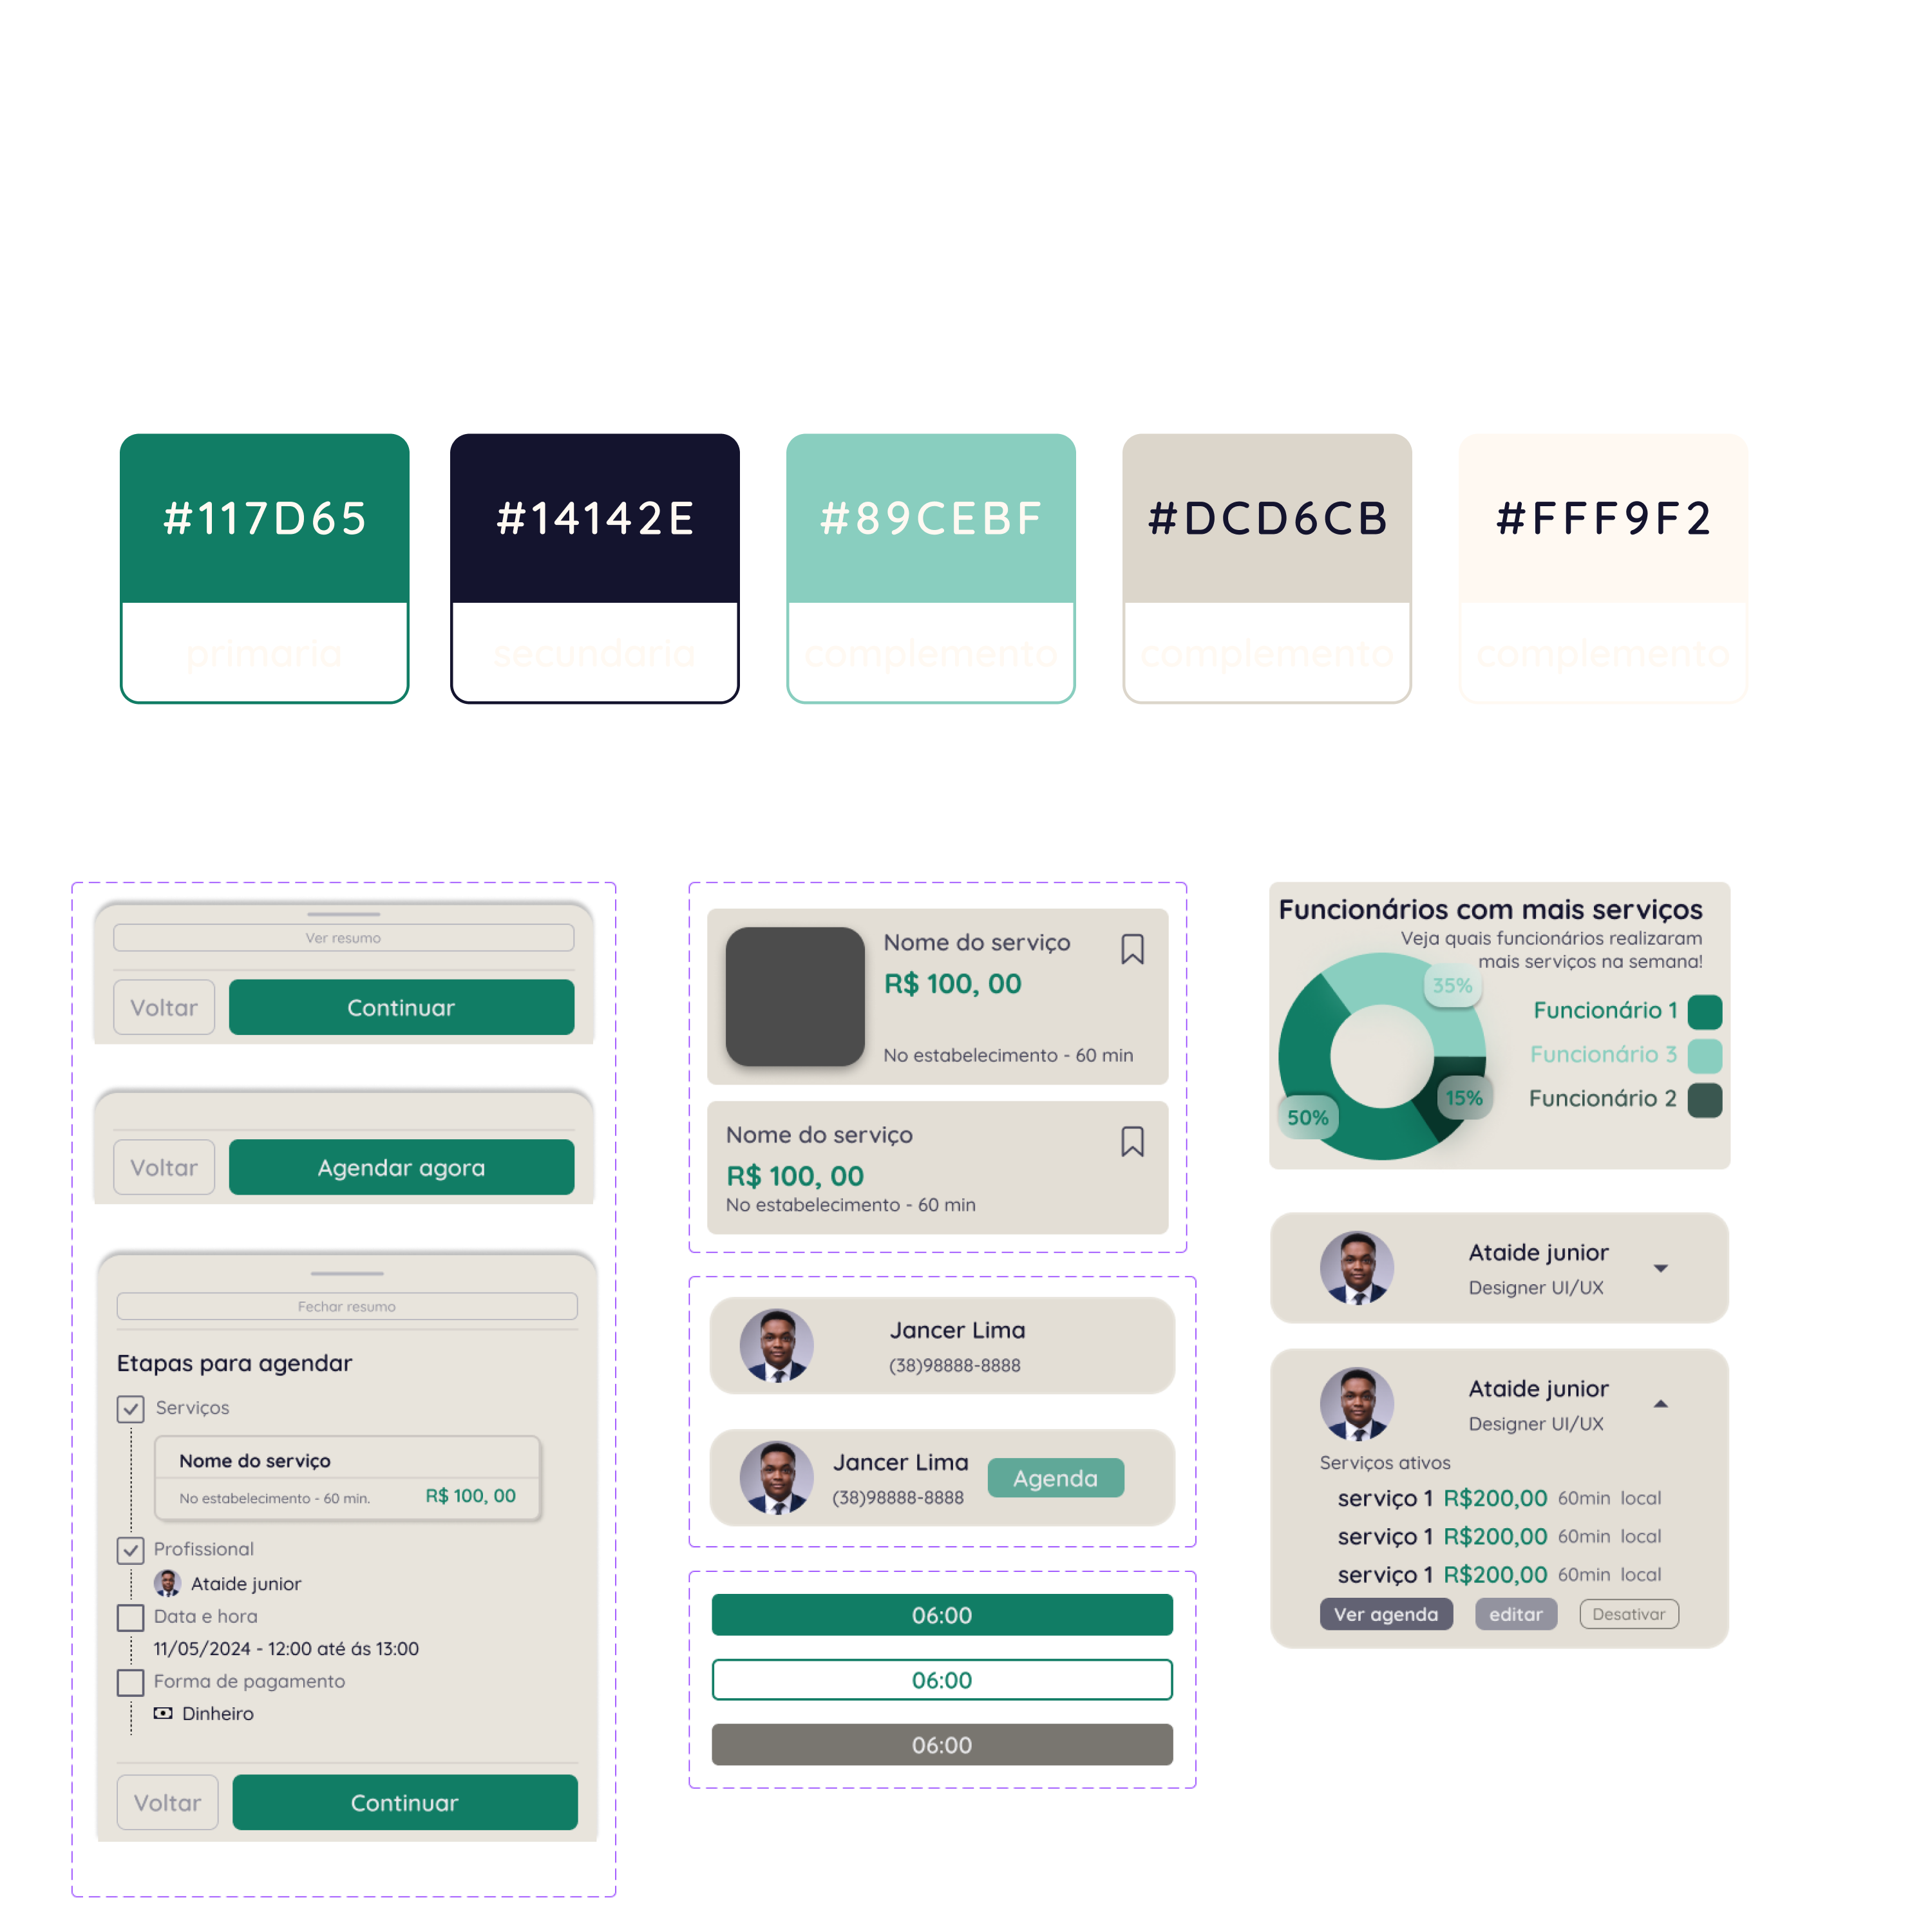 #117D65
primaria
#14142E
secundaria
#89CEBF
complemento
#DCD6CB
complemento
#FFF9F2
complemento
Ver resumo
Voltar
Continuar
Voltar
Agendar agora
Fechar resumo
Etapas para agendar
Serviços
Nome do serviço
No estabelecimento - 60 min.
R$ 100, 00
Profissional
Ataide junior
Data e hora
11/05/2024 - 12:00 até ás 13:00
Forma de pagamento
Dinheiro
Voltar
Continuar
Nome do serviço
R$ 100, 00
No estabelecimento - 60 min
Nome do serviço
R$ 100, 00
No estabelecimento - 60 min
Jancer Lima
(38)98888-8888
Jancer Lima
(38)98888-8888
Agenda
06:00
06:00
06:00
Funcionários com mais serviços
Veja quais funcionários realizaram
mais serviços na semana!
35%
15%
50%
Funcionário 1
Funcionário 3
Funcionário 2
Ataide junior
Designer UI/UX
Ataide junior
Designer UI/UX
Serviços ativos
serviço 1 R$200,00 60min local
serviço 1 R$200,00 60min local
serviço 1 R$200,00 60min local
Ver agenda
editar
Desativar